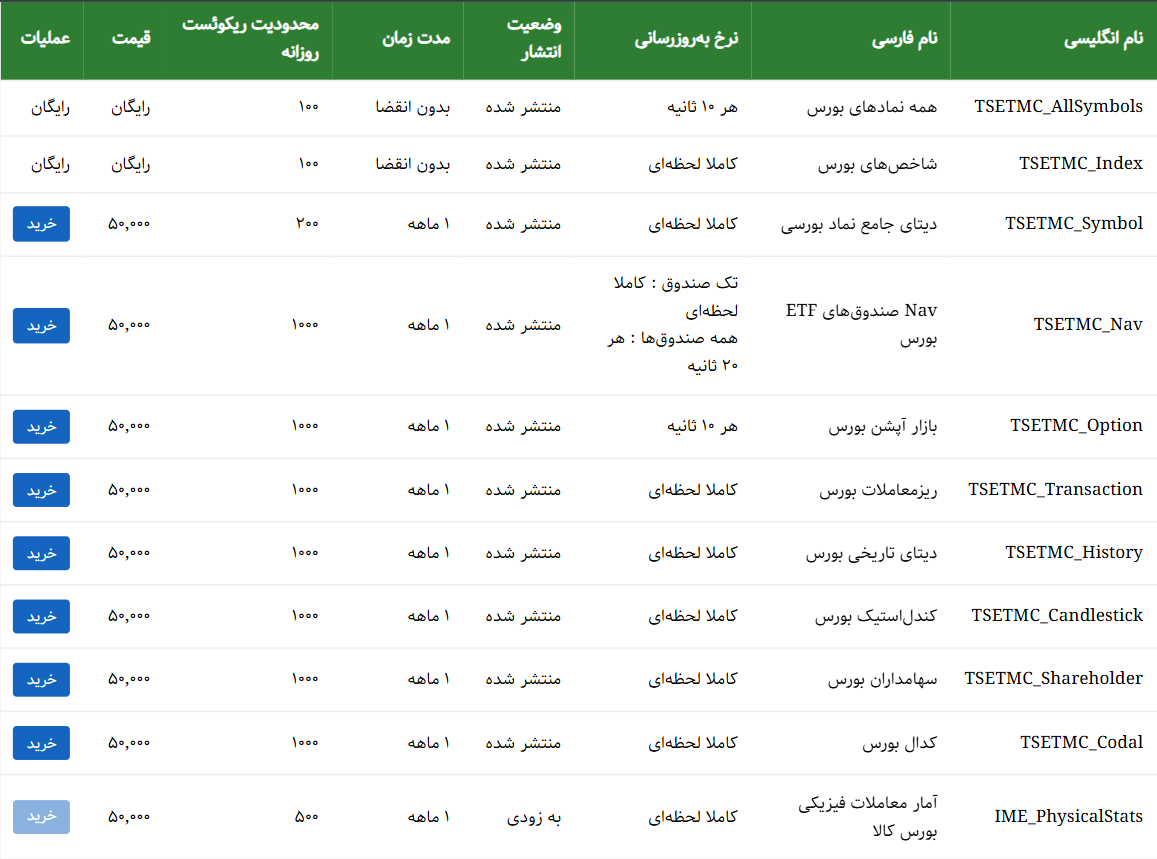 نام انگلیسی
نام فارسی
نرخ به‌روزرسانی
وضعیت
انتشار
مدت زمان
محدودیت ریکوئست
روزانه
قیمت
عملیات
TSETMC_AllSymbols
همه نمادهای بورس
هر ۱۰ ثانیه
منتشر شده
بدون انقضا
۱۰۰
رایگان
رایگان
TSETMC_Index
شاخص‌های بورس
کاملا لحظه‌ای
منتشر شده
بدون انقضا
۱۰۰
رایگان
رایگان
TSETMC_Symbol
دیتای جامع نماد بورسی
کاملا لحظه‌ای
منتشر شده
۱ ماهه
۲۰۰
۵۰,۰۰۰
خرید
TSETMC_Nav
Nav صندوق‌های ETF
بورس
تک صندوق : کاملا
لحظه‌ای
همه صندوق‌ها : هر
۲۰ ثانیه
منتشر شده
۱ ماهه
۱۰۰۰
۵۰,۰۰۰
خرید
TSETMC_Option
بازار آپشن بورس
هر ۱۰ ثانیه
منتشر شده
۱ ماهه
۱۰۰۰
۵۰,۰۰۰
خرید
TSETMC_Transaction
ریزمعاملات بورس
کاملا لحظه‌ای
منتشر شده
۱ ماهه
۱۰۰۰
۵۰,۰۰۰
خرید
TSETMC_History
دیتای تاریخی بورس
کاملا لحظه‌ای
منتشر شده
۱ ماهه
۱۰۰۰
۵۰,۰۰۰
خرید
TSETMC_Candlestick
کندل‌استیک بورس
کاملا لحظه‌ای
منتشر شده
۱ ماهه
۱۰۰۰
۵۰,۰۰۰
خرید
TSETMC_Shareholder
سهامداران بورس
کاملا لحظه‌ای
منتشر شده
۱ ماهه
۱۰۰۰
۵۰,۰۰۰
خرید
TSETMC_Codal
کدال بورس
کاملا لحظه‌ای
منتشر شده
۱ ماهه
۱۰۰۰
۵۰,۰۰۰
خرید
IME_PhysicalStats
آمار معاملات فیزیکی
بورس کالا
کاملا لحظه‌ای
به زودی
۱ ماهه
۵۰۰
۵۰,۰۰۰
خرید